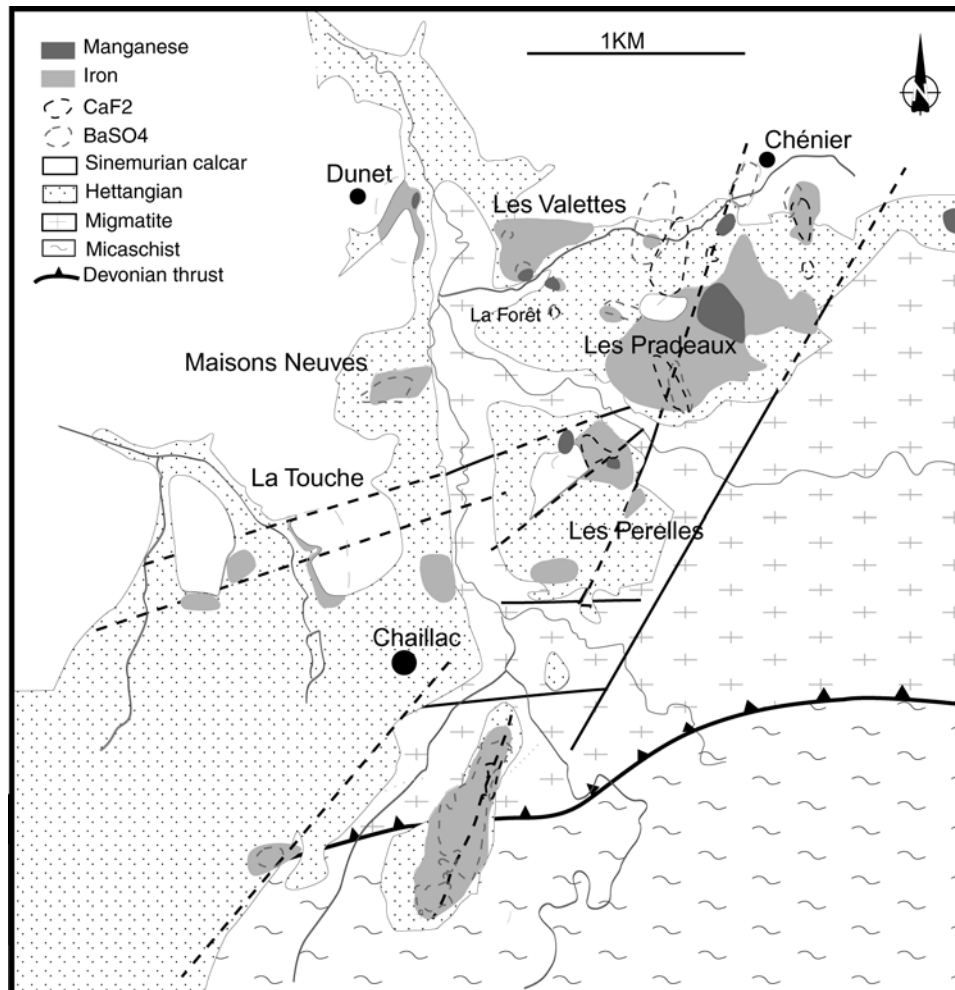 Manganese
Iron
CaF2
BaSO4
Sinemurian calcar
Hettangian
Migmatite
Micaschist
Devonian thrust
1KM
N
Chénier
Dunet
Les Valettes
La Forêt
Les Pradeaux
Maisons Neuves
La Touche
Les Perelles
Chaillac